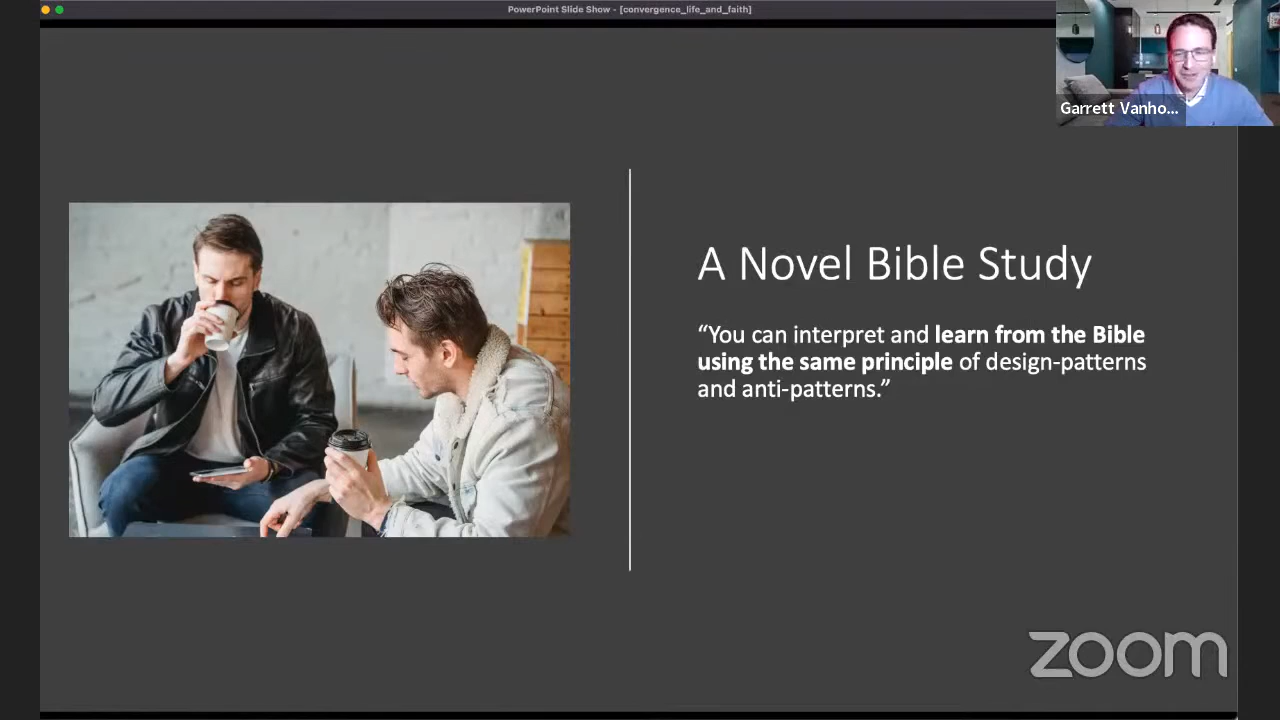 PowerPoint Slide Show - [convergence_life_and_faith]
Garrett Vanho...
A Novel Bible Study
“You can interpret and learn from the Bible
using the same principle of design-patterns
and anti-patterns.”
zoom